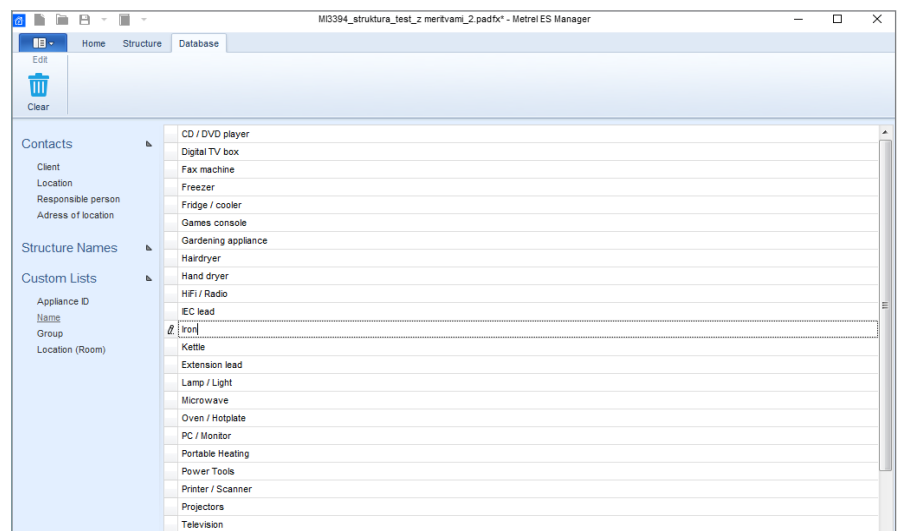 MI3394_struktura_test_z meritvami_2.padfx* - Metrel ES Manager
Home Structure Database
Edit
Clear
Contacts
Client
Location
Responsible person
Adress of location
Structure Names
Custom Lists
Appliance ID
Name
Group
Location (Room)
CD / DVD player
Digital TV box
Fax machine
Freezer
Fridge / cooler
Games console
Gardening appliance
Hairdryer
Hand dryer
HiFi / Radio
IEC lead
Iron
Kettle
Extension lead
Lamp / Light
Microwave
Oven / Hotplate
PC / Monitor
Portable Heating
Power Tools
Printer / Scanner
Projectors
Television